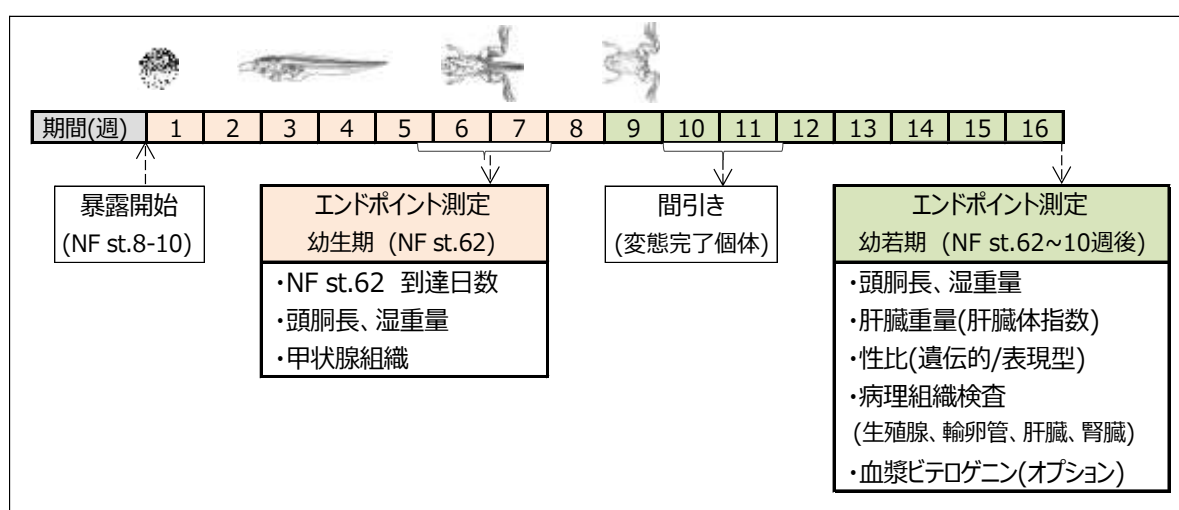 期間(週) 1 2 3 4 5 6 7 8 9 10 11 12 13 14 15 16
暴露開始
(NF st.8-10)
エンドポイント測定
幼生期 (NF st.62)
・NF st.62 到達日数
・頭胴長、湿重量
・甲状腺組織
間引き
(変態完了個体)
エンドポイント測定
幼若期 (NF st.62~10週後)
・頭胴長、湿重量
・肝臓重量(肝臓体指数)
・性比(遺伝的/表現型)
・病理組織検査
(生殖腺、輸卵管、肝臓、腎臓)
・血漿ビテロゲニン(オプション)